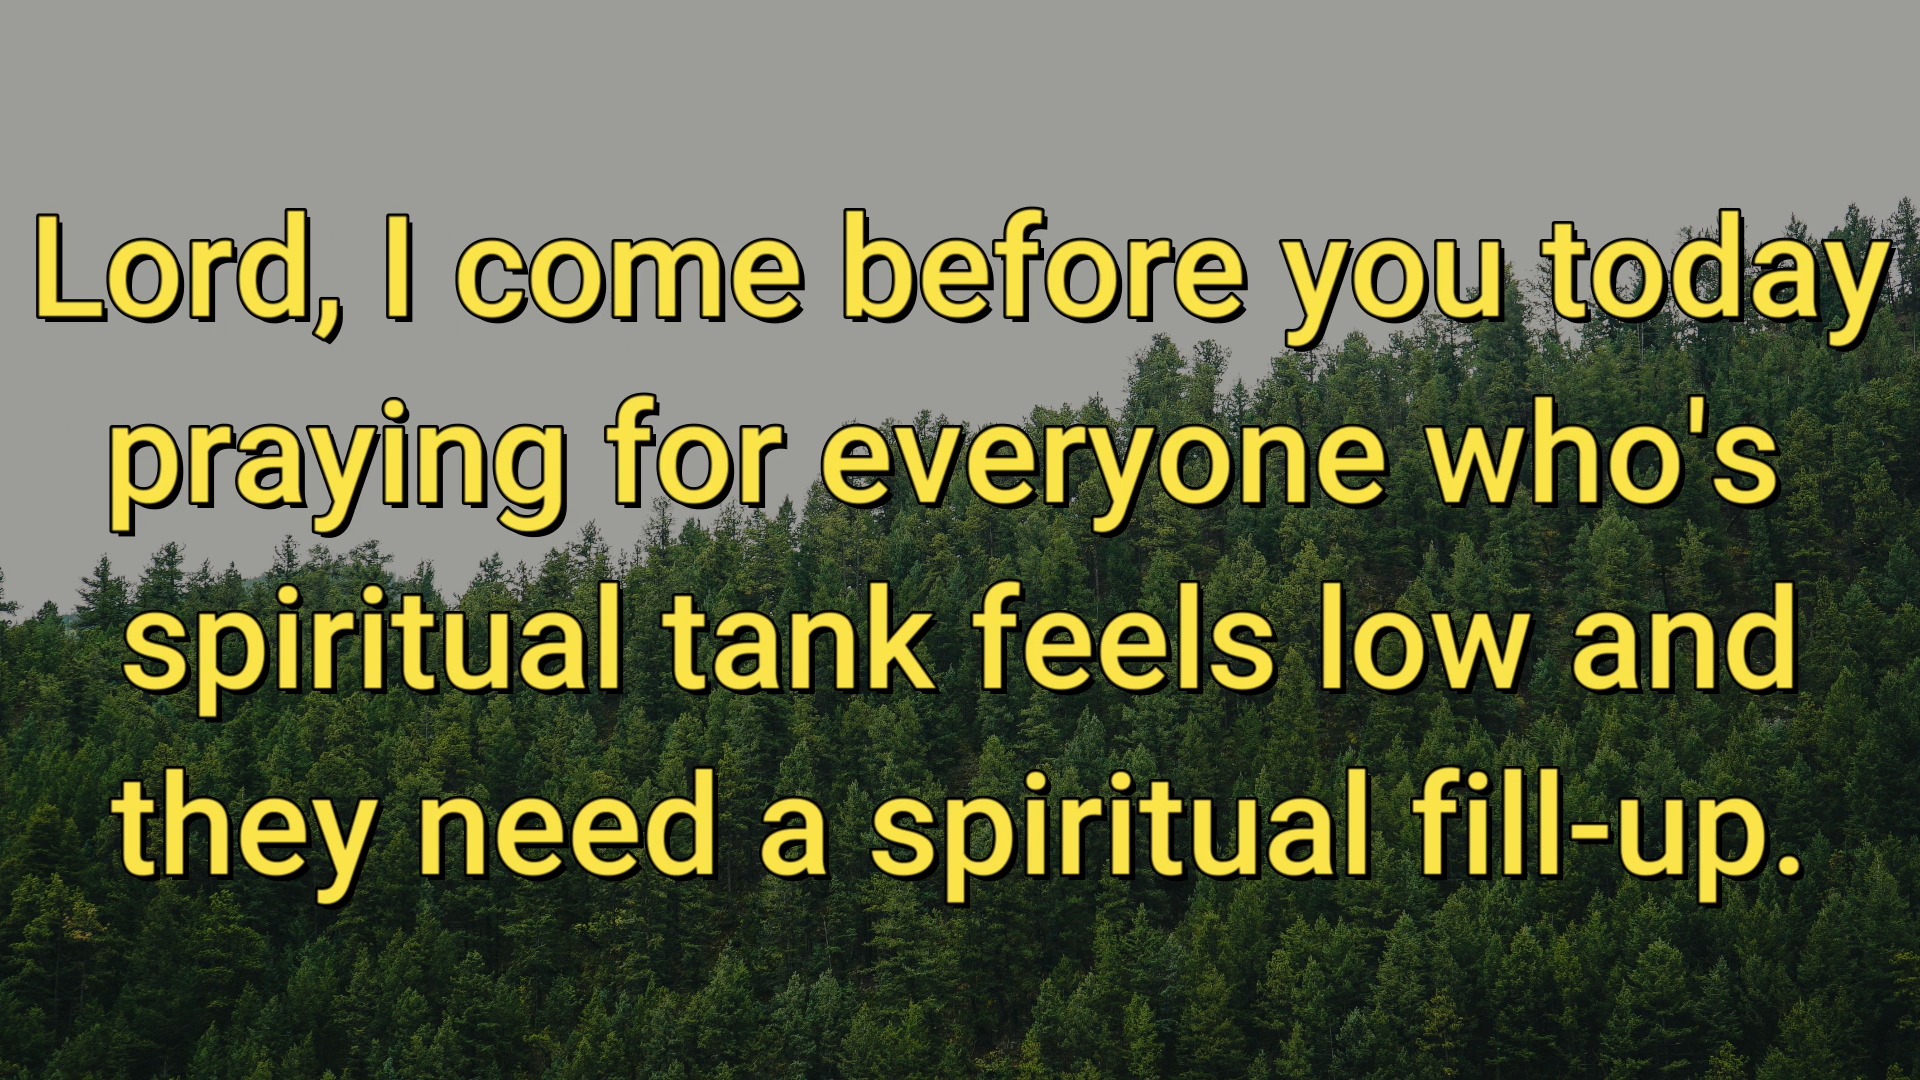 Lord, I come before you today
praying for everyone who's
spiritual tank feels low and
they need a spiritual fill-up.